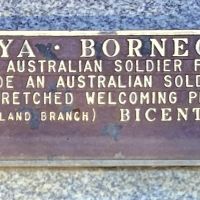 YA · BORNEO
AUSTRALIAN SOLDIER F
DE AN AUSTRALIAN SOLD
RETCHED WELCOMING P
LAND BRANCH) BICENT